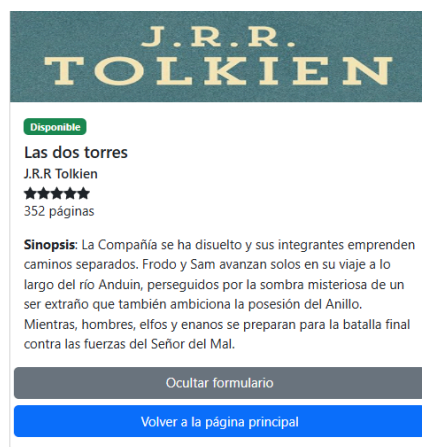 J.R.R.
TOLKIEN
Disponible
Las dos torres
J.R.R Tolkien
352 páginas
Sinopsis: La Compañía se ha disuelto y sus integrantes emprenden
caminos separados. Frodo y Sam avanzan solos en su viaje a lo
largo del río Anduin, perseguidos por la sombra misteriosa de un
ser extraño que también ambiciona la posesión del Anillo.
Mientras, hombres, elfos y enanos se preparan para la batalla final
contra las fuerzas del Señor del Mal.
Ocultar formulario
Volver a la página principal